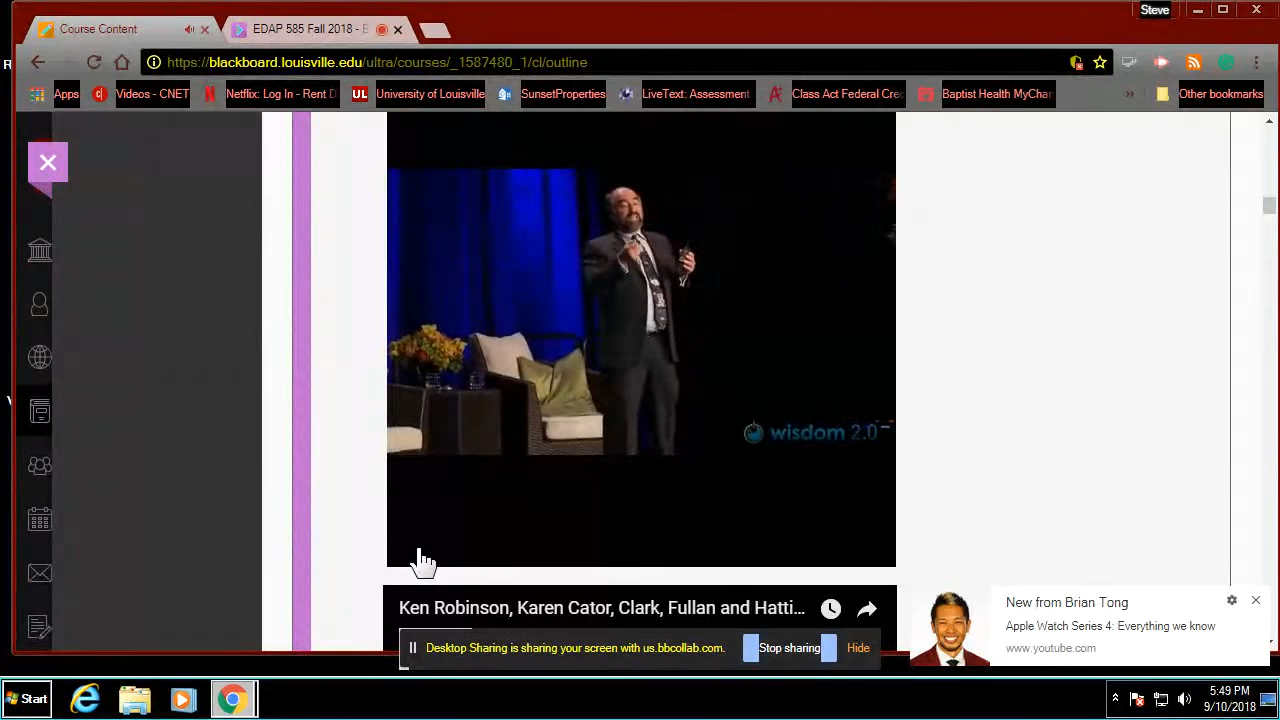 Steve
Course Content
EDAP 585 Fall 2018 - E
https://blackboard.louisville.edu/ultra/courses/_1587480_1/cl/outline
Apps
Videos - CNET
Netflix: Log In - Rent D
UL University of Louisville
SunsetProperties
LiveText: Assessment
Class Act Federal Cre
Baptist Health MyChar
»
Other bookmarks
wisdom 2.0
Ken Robinson, Karen Cator, Clark, Fullan and Hatti...
Desktop Sharing is sharing your screen with us.bbcollab.com.
Stop sharing
Hide
New from Brian Tong
Apple Watch Series 4: Everything we know
www.youtube.com
Start
5:49 PM
9/10/2018